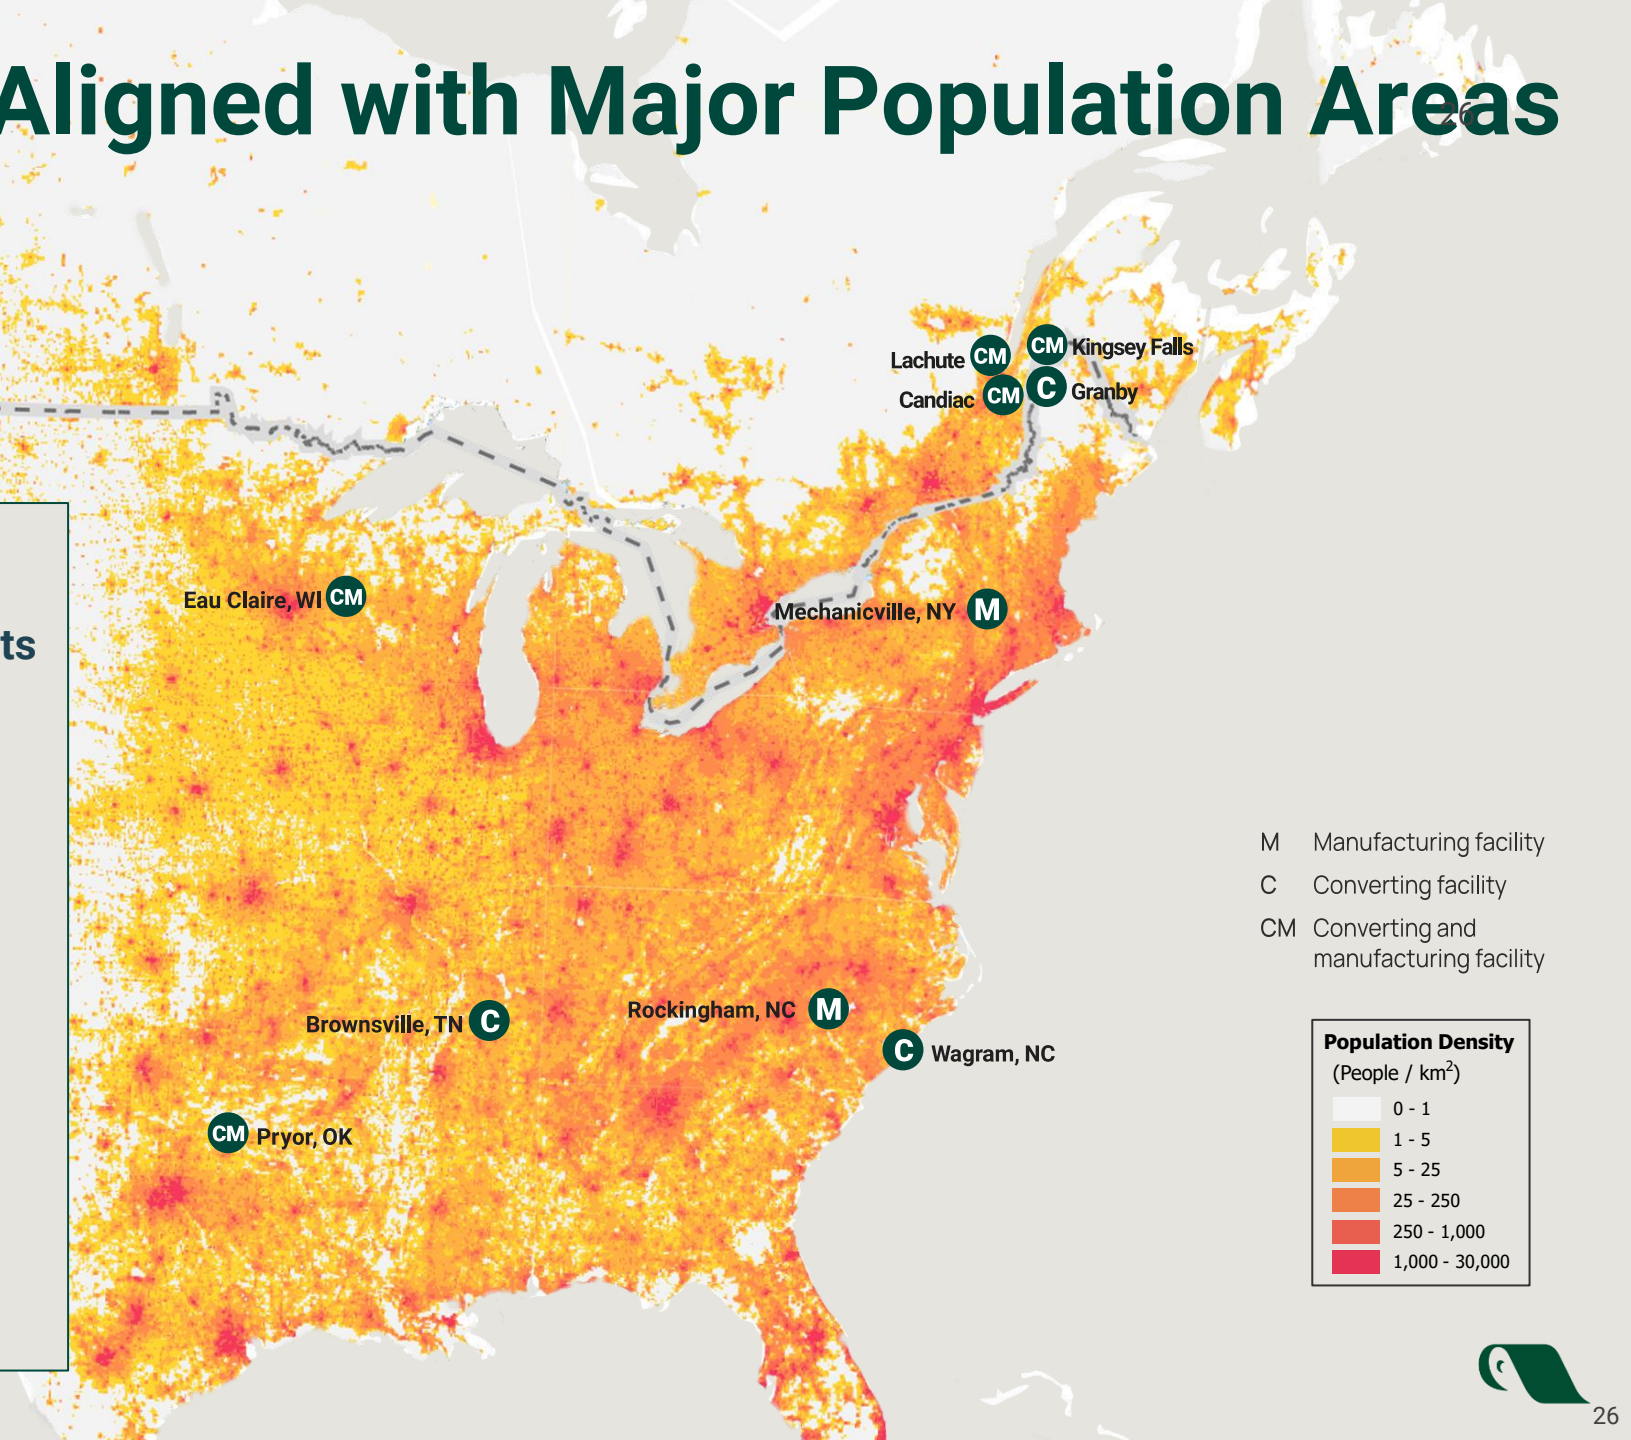 Aligned with Major Population Areas
26
Lachute CM
CM Kingsey Falls
Candiac CM
C Granby
Eau Claire, WI CM
Mechanicville, NY M
ts
M Manufacturing facility
C Converting facility
CM Converting and
manufacturing facility
Rockingham, NC M
Brownsville, TN C
C Wagram, NC
CM Pryor, OK
Population Density
(People / km²)
0 - 1
1 - 5
5 - 25
25 - 250
250 - 1,000
1,000 - 30,000
26